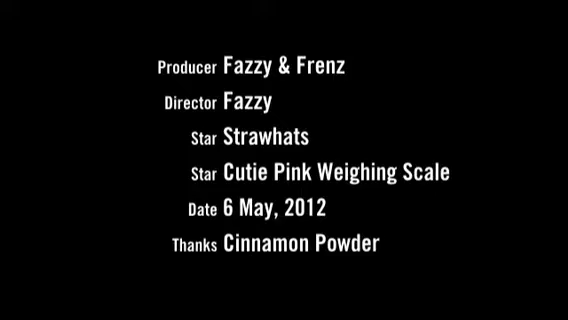 Producer Fazzy & Frenz
Director Fazzy
Star Strawhats
Star Cutie Pink Weighing Scale
Date 6 May, 2012
Thanks Cinnamon Powder